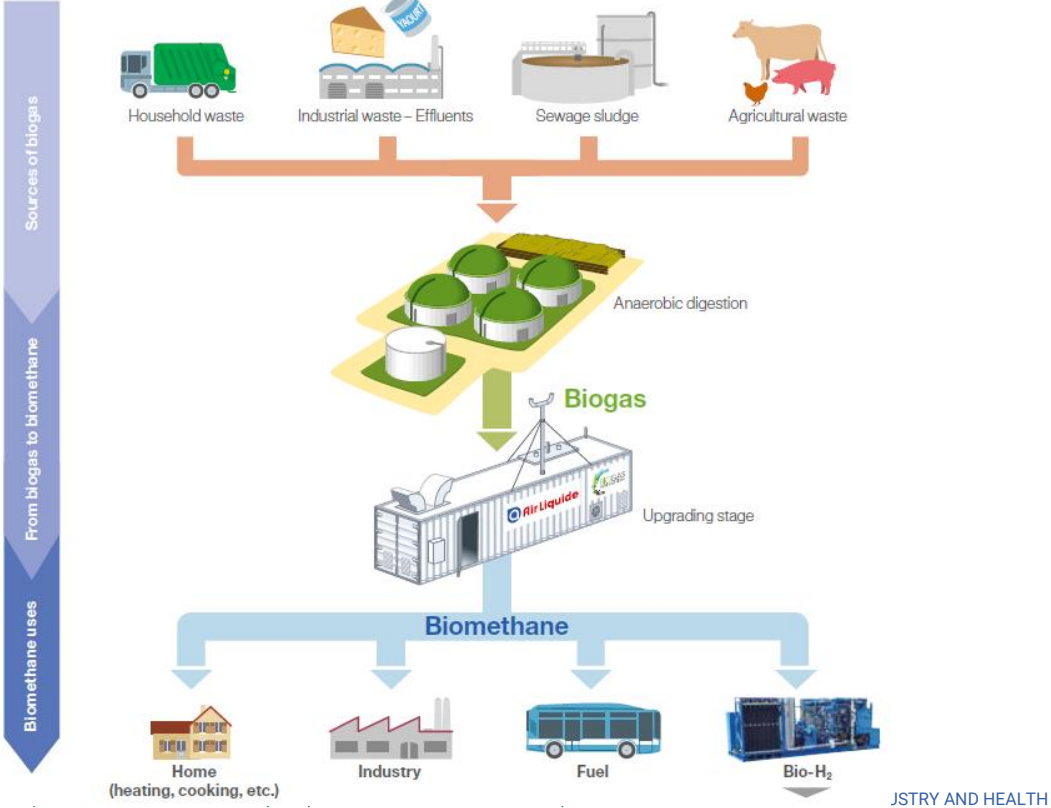 YAOURT
Household waste
Industrial waste – Effluents
Sewage sludge
Agricultural waste
Sources of biogas
Anaerobic digestion
From biogas to biomethane
Biogas
Air Liquide
Upgrading stage
Biomethane uses
Biomethane
Home
(heating, cooking, etc.)
Industry
Fuel
Bio-H₂
JSTRY AND HEALTH